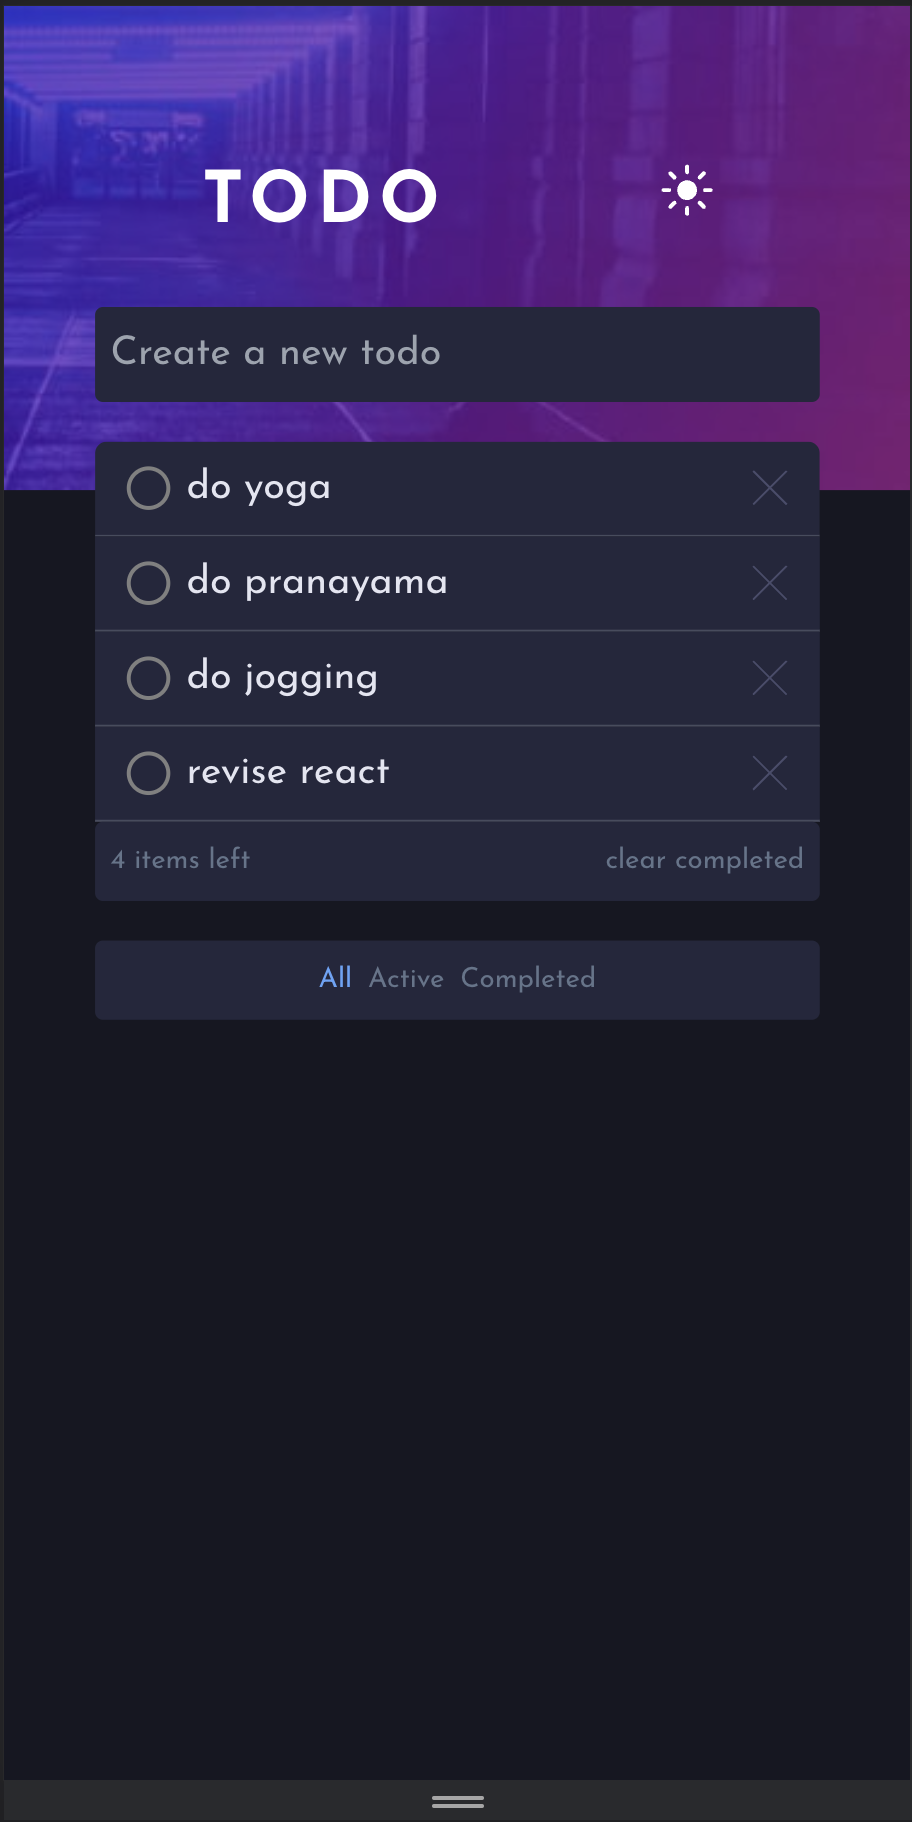 TODO
Create a new todo
do yoga
do pranayama
do jogging
revise react
4 items left clear completed
All Active Completed